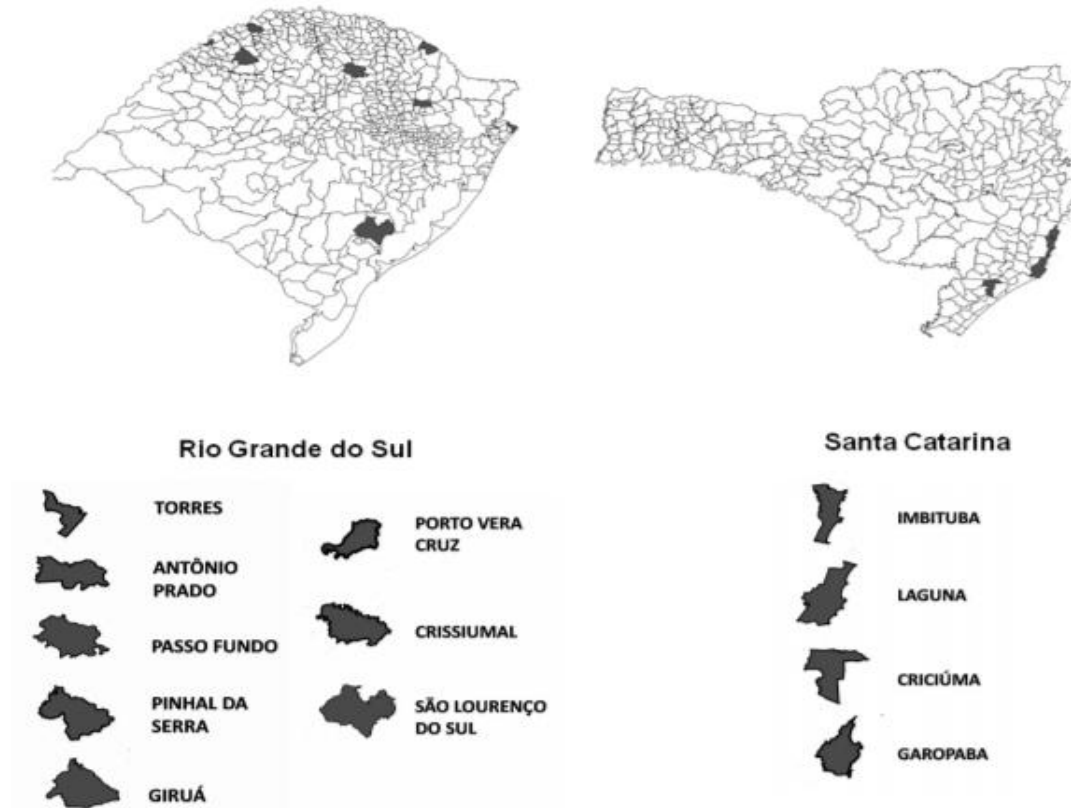 Rio Grande do Sul
TORRES
ANTÔNIO
PRADO
PASSO FUNDO
PINHAL DA
SERRA
GIRUÁ
PORTO VERA
CRUZ
CRISSIUMAL
SÃO LOURENÇO
DO SUL
Santa Catarina
IMBITUBA
LAGUNA
CRICIÚMA
GAROPABA